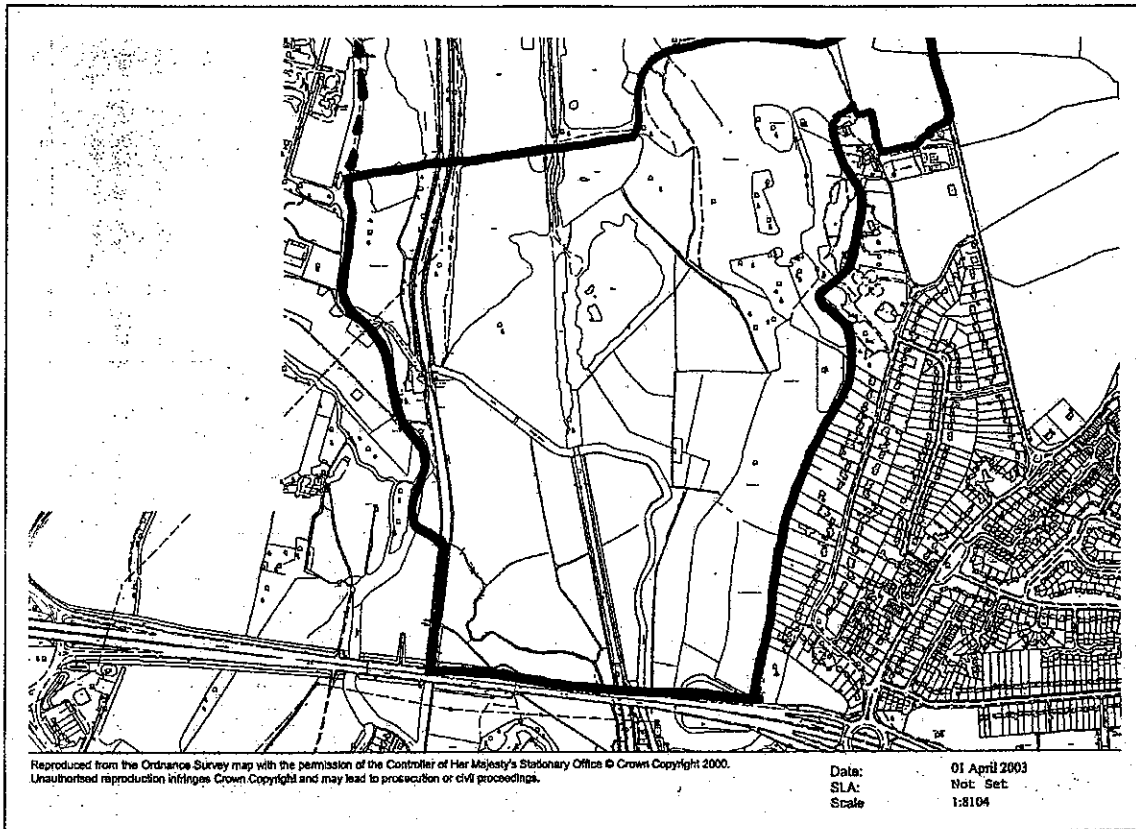 Reproduced from the Ordnance Survey map with the permission of the Controller of Her Majesty's Stationary Office © Crown Copyright 2000.
Unauthorised reproduction infringes Crown Copyright and may lead to prosecution or civil proceedings.
Date: 01 April 2003
SLA: Not Set
Scale 1:8104